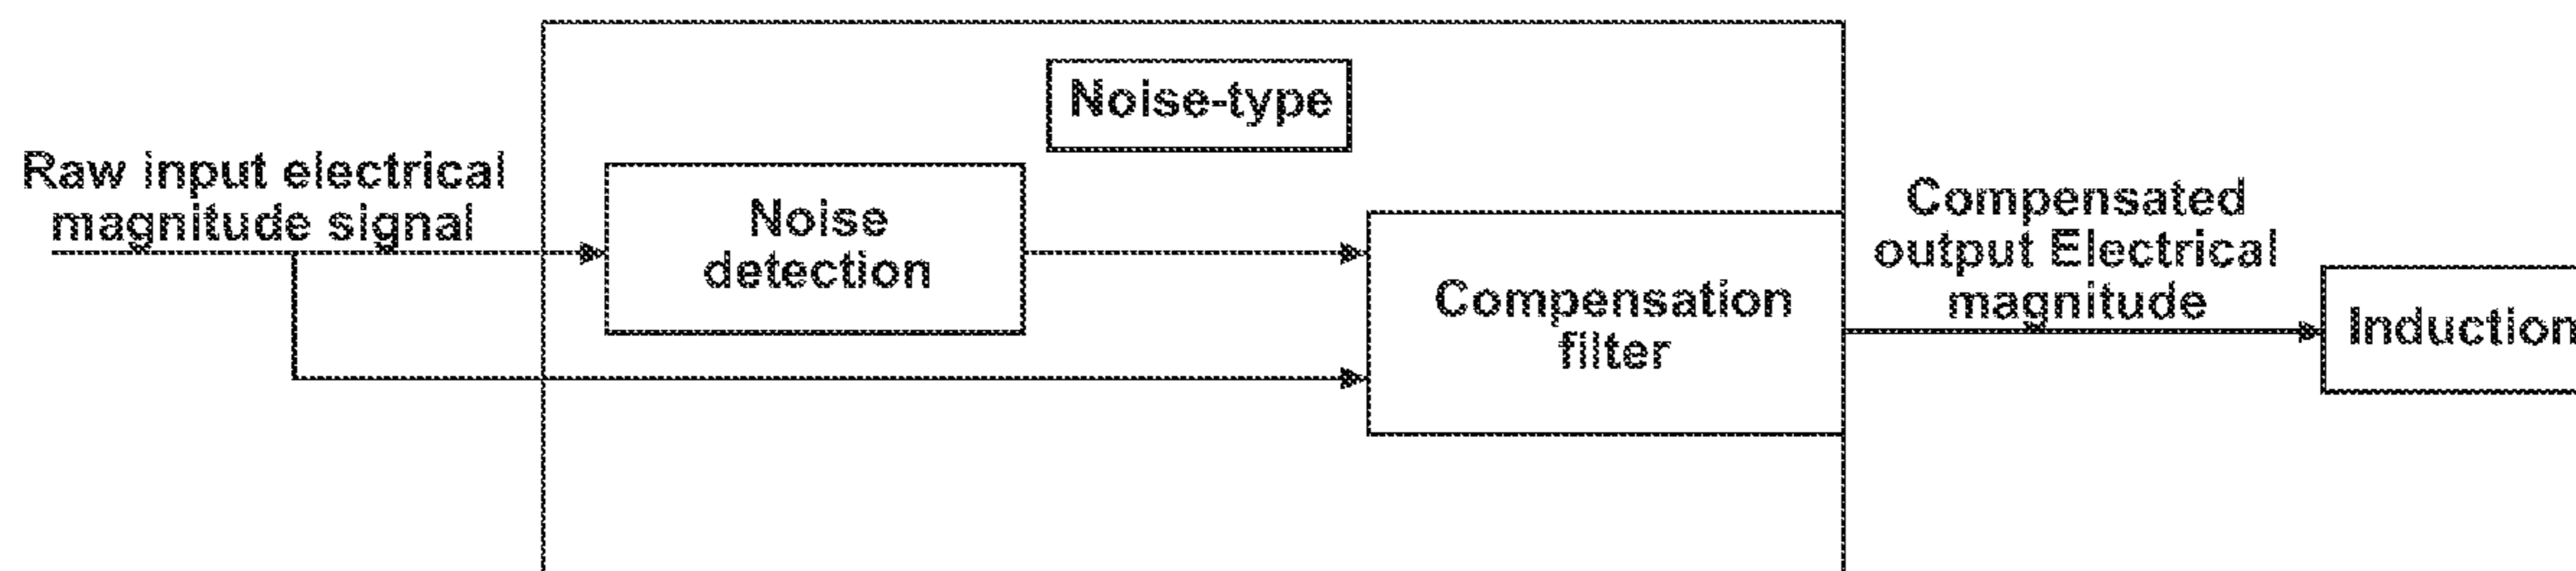 Noise-type
Raw input electrical
magnitude signal
Noise
detection
Compensation
filter
Compensated
output Electrical
magnitude
Induction